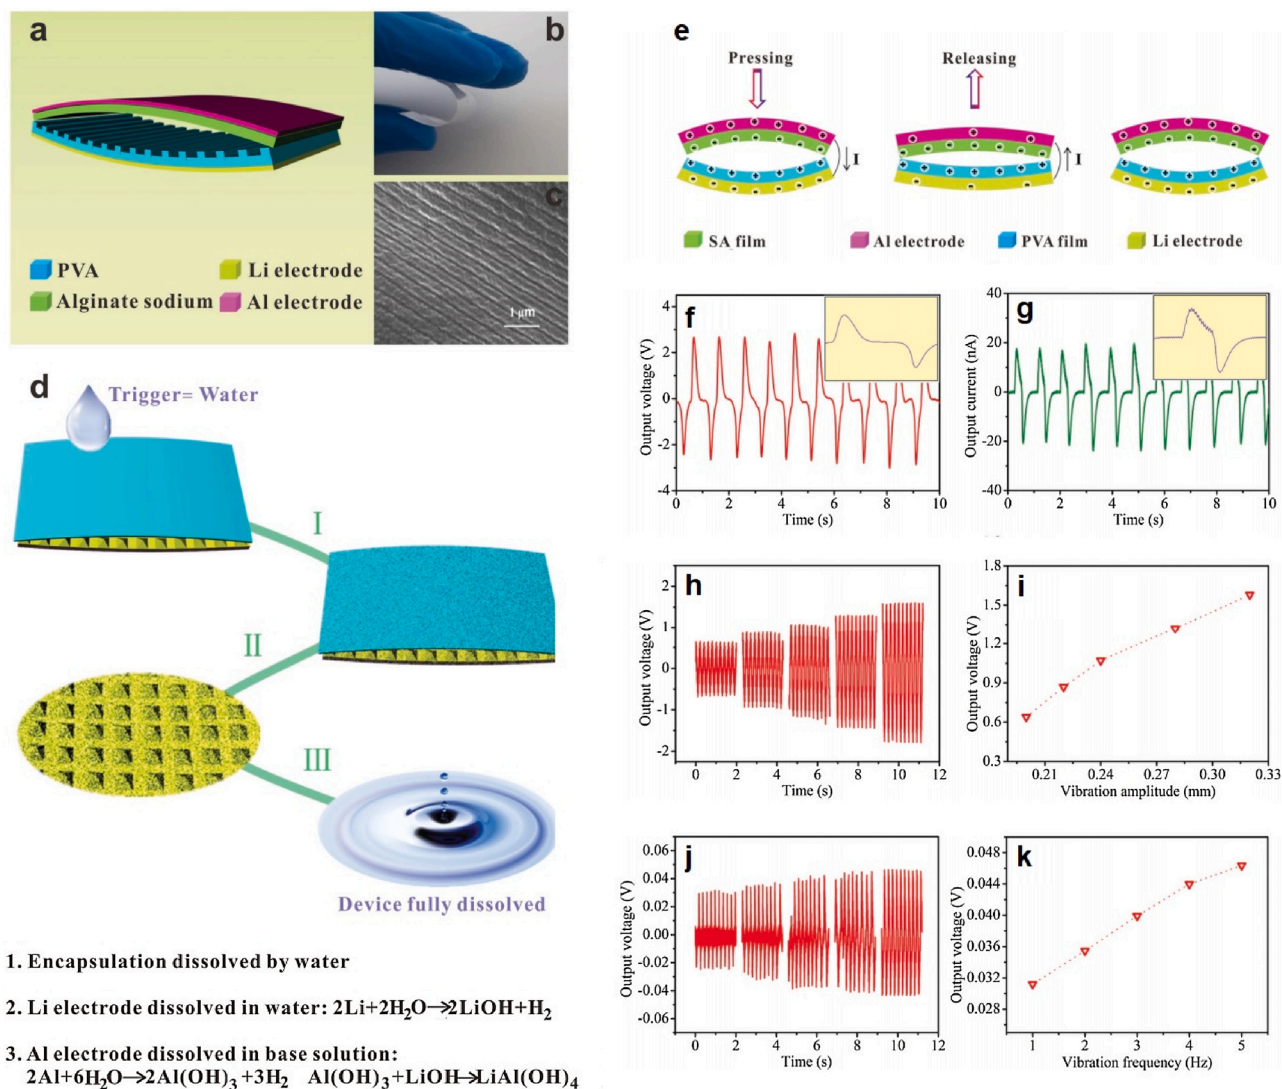 a
b
c
1 μm
PVA
Li electrode
Alginate sodium
Al electrode
d
Trigger= Water
I
II
III
Device fully dissolved
1. Encapsulation dissolved by water
2. Li electrode dissolved in water: 2Li+2H2O→2LiOH+H2
3. Al electrode dissolved in base solution:
2Al+6H2O→2Al(OH)3+3H2 Al(OH)3+LiOH→LiAl(OH)4
e
Pressing
Releasing
I
I
SA film
Al electrode
PVA film
Li electrode
f
Output voltage (V)
4
2
0
-2
-4
0 2 4 6 8 10
Time (s)
g
Output current (nA)
40
20
0
-20
-40
0 2 4 6 8 10
Time (s)
h
Output voltage (V)
2
1
0
-1
-2
0 2 4 6 8 10 12
Time (s)
i
Output voltage (V)
1.8
1.5
1.2
0.9
0.6
0.3
0.21 0.24 0.27 0.30 0.33
Vibration amplitude (mm)
j
Output voltage (V)
0.06
0.04
0.02
0.00
-0.02
-0.04
-0.06
0 2 4 6 8 10 12
Time (s)
k
Output voltage (V)
0.048
0.044
0.040
0.036
0.032
0.028
1 2 3 4 5
Vibration frequency (Hz)